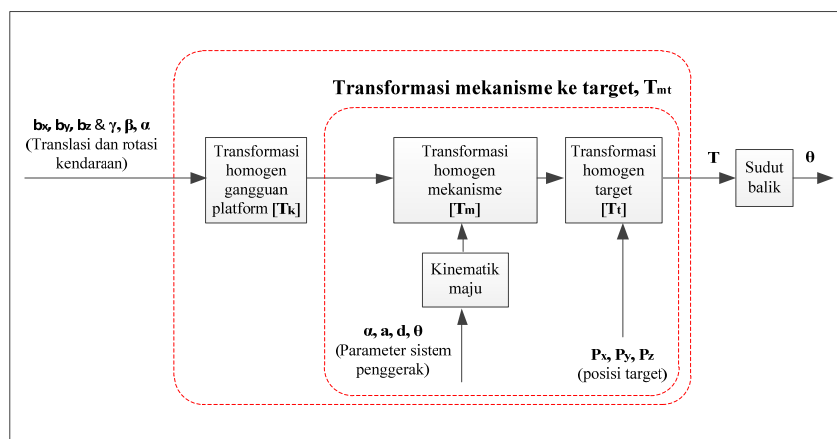 Transformasi mekanisme ke target, Tmt
bx, by, bz & γ, β, α
(Translasi dan rotasi
kendaraan)
Transformasi
homogen
gangguan
platform [Tk]
Transformasi
homogen
mekanisme
[Tm]
Transformasi
homogen
target
[Tt]
T
Sudut
balik
θ
Kinematik
maju
α, a, d, θ
(Parameter sistem
penggerak)
Px, Py, Pz
(posisi target)